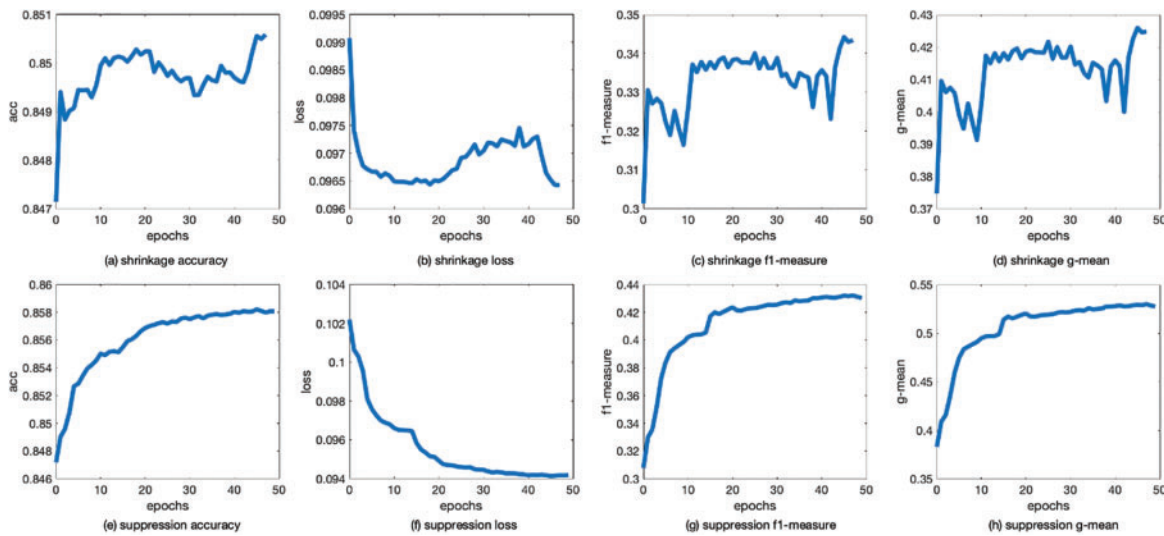 0.851
0.85
0.849
0.848
0.847
acc
0 10 20 30 40 50
epochs
(a) shrinkage accuracy
0.0995
0.099
0.0985
0.098
0.0975
0.097
0.0965
0.096
loss
0 10 20 30 40 50
epochs
(b) shrinkage loss
0.35
0.34
0.33
0.32
0.31
0.3
f1-measure
0 10 20 30 40 50
epochs
(c) shrinkage f1-measure
0.43
0.42
0.41
0.4
0.39
0.38
0.37
g-mean
0 10 20 30 40 50
epochs
(d) shrinkage g-mean
0.86
0.858
0.856
0.854
0.852
0.85
0.848
0.846
acc
0 10 20 30 40 50
epochs
(e) suppression accuracy
0.104
0.102
0.1
0.098
0.096
0.094
loss
0 10 20 30 40 50
epochs
(f) suppression loss
0.44
0.42
0.4
0.38
0.36
0.34
0.32
0.3
f1-measure
0 10 20 30 40 50
epochs
(g) suppression f1-measure
0.55
0.5
0.45
0.4
0.35
g-mean
0 10 20 30 40 50
epochs
(h) suppression g-mean